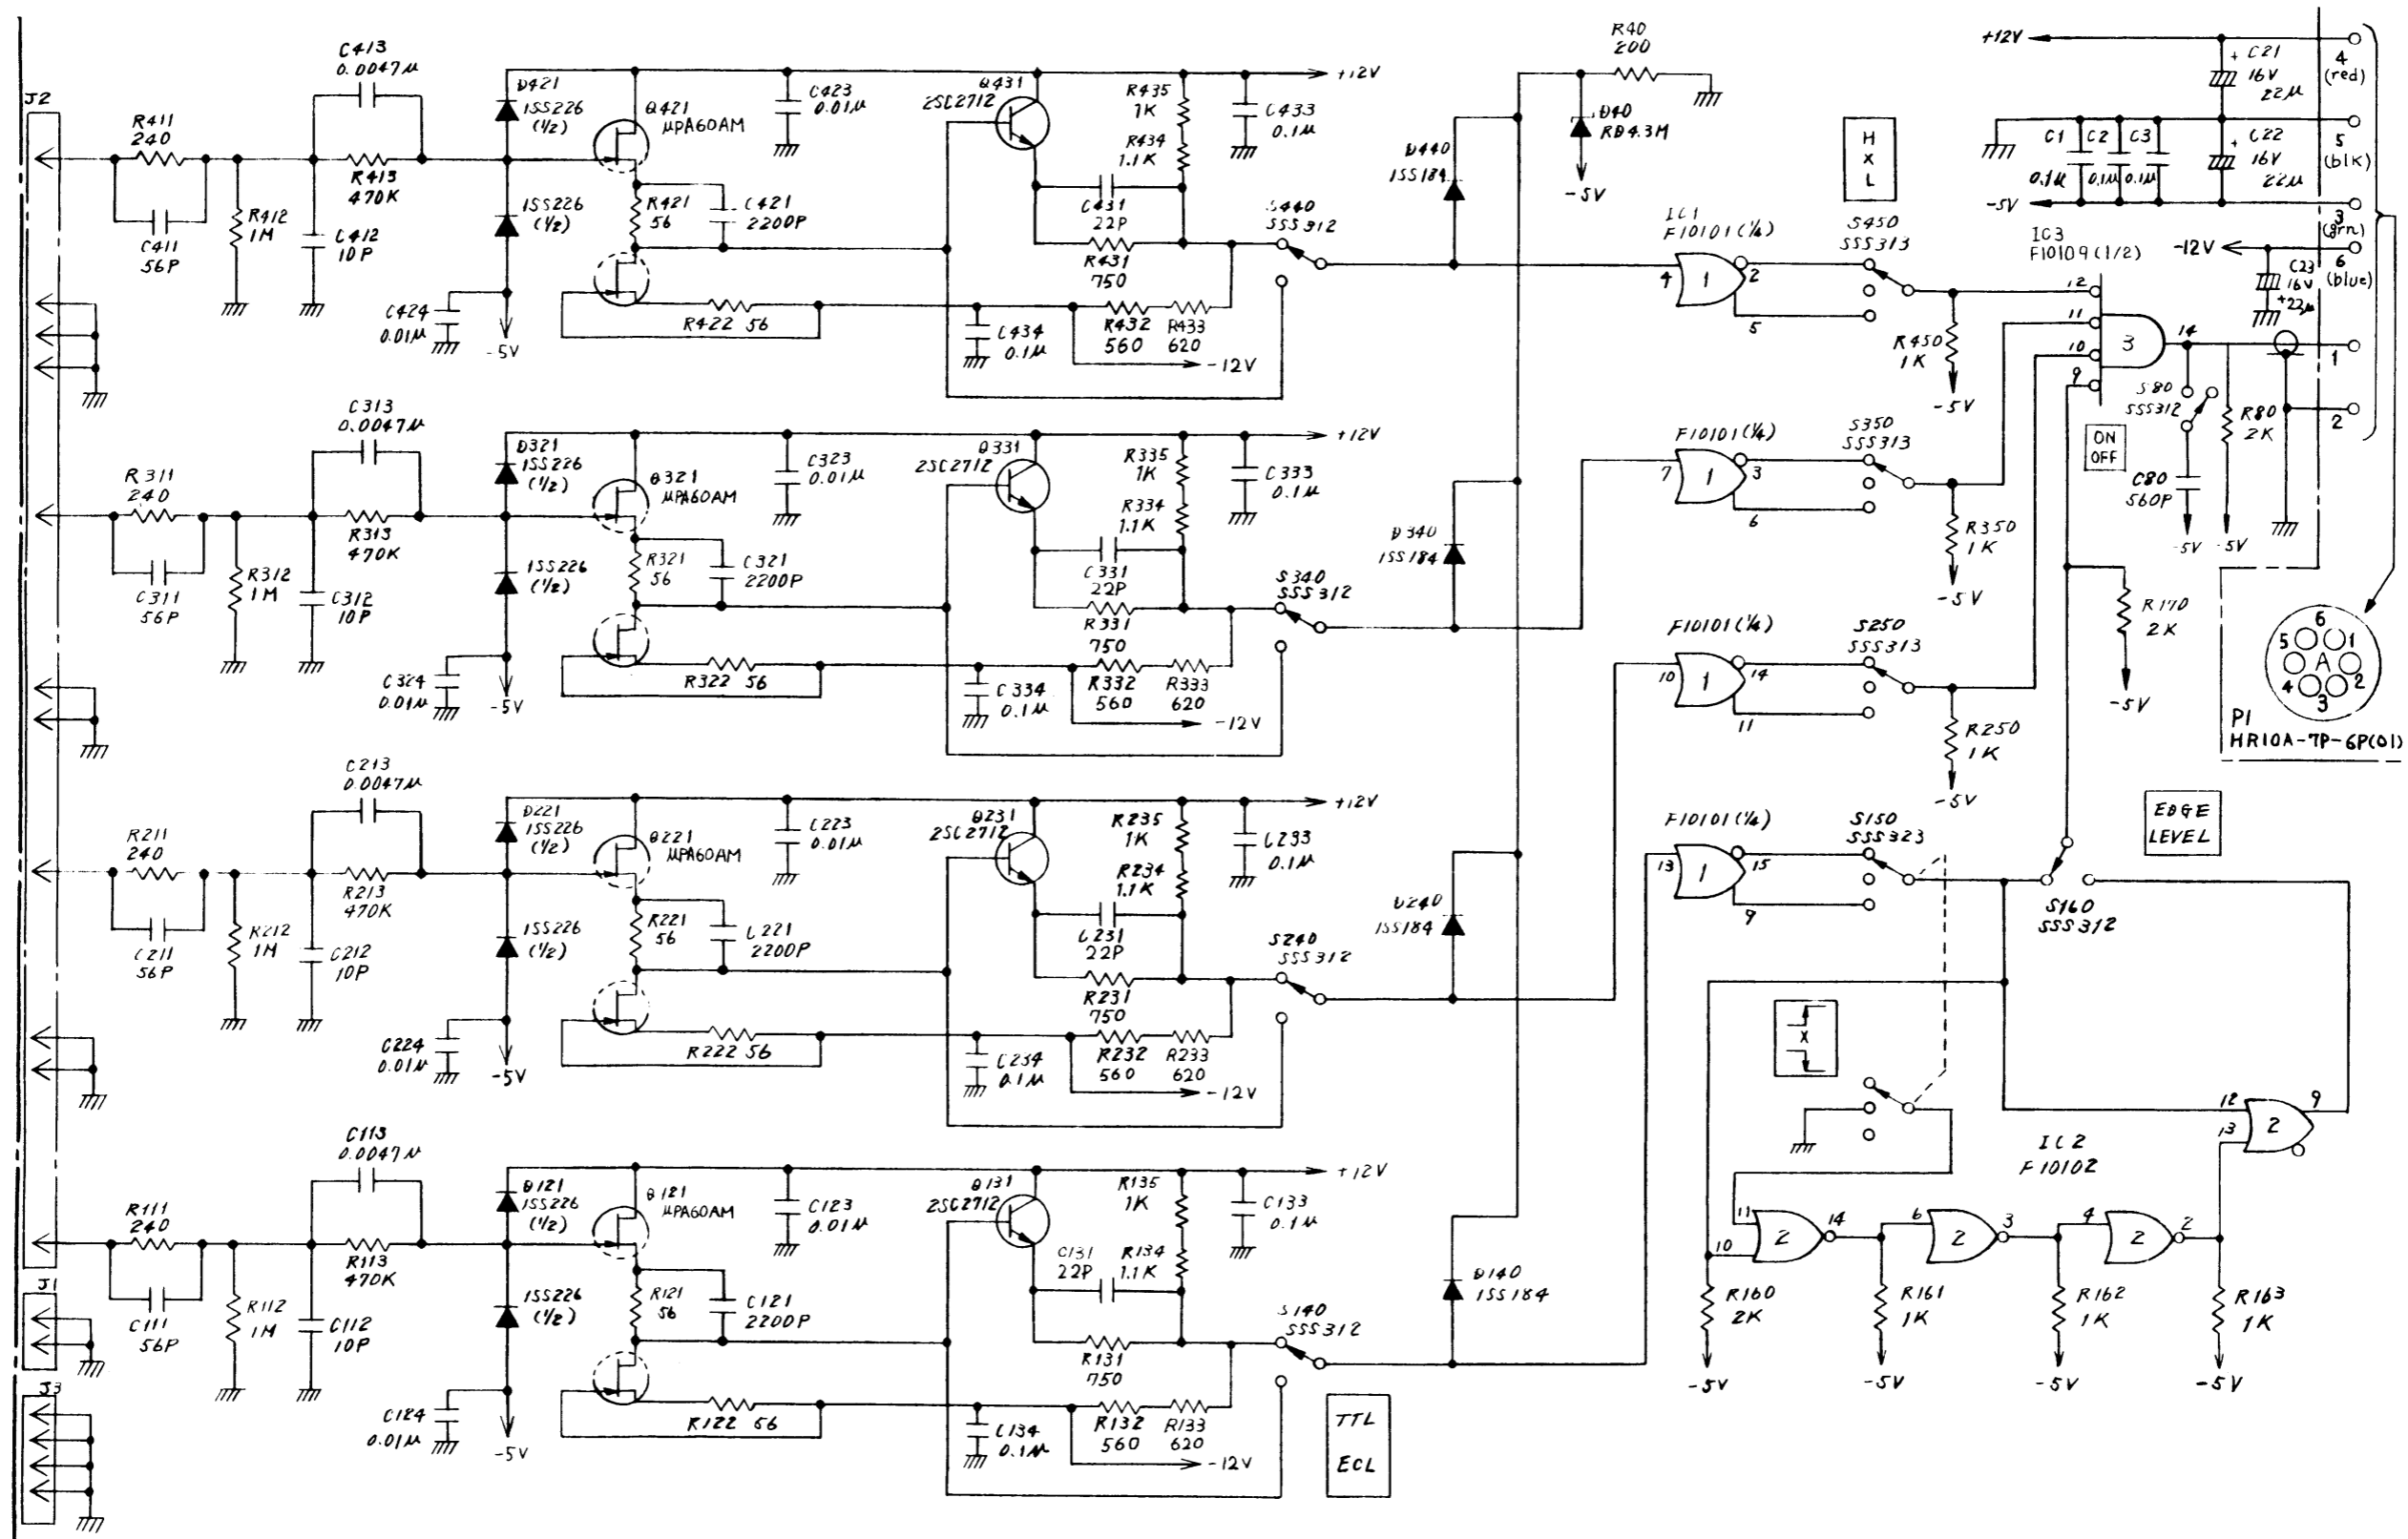 J2
R411
240
C411
56P
R412
1M
C413
0.0047μ
R413
470K
C412
10P
D421
1SS226
(1/2)
1SS226
(1/2)
Q421
μPA60AM
R421
56
C421
2200P
C423
0.01μ
C424
0.01μ
-5V
R422 56
Q431
2SC2712
R435
1K
R434
1.1K
C431
22P
R431
750
C433
0.1μ
+12V
C434
0.1μ
R432
560
R433
620
-12V
S440
SSS312
D440
1SS184
R40
200
D40
RD4.3M
-5V
H
X
L
IC1
F10101 (1/4)
4
1
2
5
S450
SSS313
R450
1K
-5V
IC3
F10109 (1/2)
12
11
10
9
3
14
ON
OFF
S80
SSS312
C80
560P
-5V
R80
2K
-5V
+12V
+
C21
16V
22μ
C1
0.1μ
C2
0.1μ
C3
0.1μ
+
C22
16V
22μ
-5V
-12V
C23
16V
+22μ
4
(red)
5
(blk)
3
(grn)
6
(blue)
1
2
R311
240
C311
56P
R312
1M
C313
0.0047μ
R313
470K
C312
10P
D321
1SS226
(1/2)
1SS226
(1/2)
Q321
μPA60AM
R321
56
C321
2200P
C323
0.01μ
C324
0.01μ
-5V
R322 56
Q331
2SC2712
R335
1K
R334
1.1K
C331
22P
R331
750
C333
0.1μ
+12V
C334
0.1μ
R332
560
R333
620
-12V
S340
SSS312
D340
1SS184
F10101 (1/4)
7
1
3
6
S350
SSS313
R350
1K
-5V
R170
2K
-5V
6
5
1
A
4
2
3
P1
HR10A-7P-6P(01)
R211
240
C211
56P
R212
1M
C213
0.0047μ
R213
470K
C212
10P
D221
1SS226
(1/2)
1SS226
(1/2)
Q221
μPA60AM
R221
56
C221
2200P
C223
0.01μ
C224
0.01μ
-5V
R222 56
Q231
2SC2712
R235
1K
R234
1.1K
C231
22P
R231
750
C233
0.1μ
+12V
C234
0.1μ
R232
560
R233
620
-12V
S240
SSS312
D240
1SS184
F10101 (1/4)
10
1
14
11
S250
SSS313
R250
1K
-5V
F10101 (1/4)
13
1
15
9
S150
SSS323
EDGE
LEVEL
S160
SSS312
X
R111
240
C111
56P
R112
1M
C113
0.0047μ
R113
470K
C112
10P
D121
1SS226
(1/2)
1SS226
(1/2)
Q121
μPA60AM
R121
56
C121
2200P
C123
0.01μ
C124
0.01μ
-5V
R122 56
Q131
2SC2712
R135
1K
R134
1.1K
C131
22P
R131
750
C133
0.1μ
+12V
C134
0.1μ
R132
560
R133
620
-12V
S140
SSS312
D140
1SS184
TTL
ECL
IC2
F10102
12
13
2
9
11
10
2
14
6
2
3
4
2
2
R160
2K
-5V
R161
1K
-5V
R162
1K
-5V
R163
1K
-5V
J1
J3